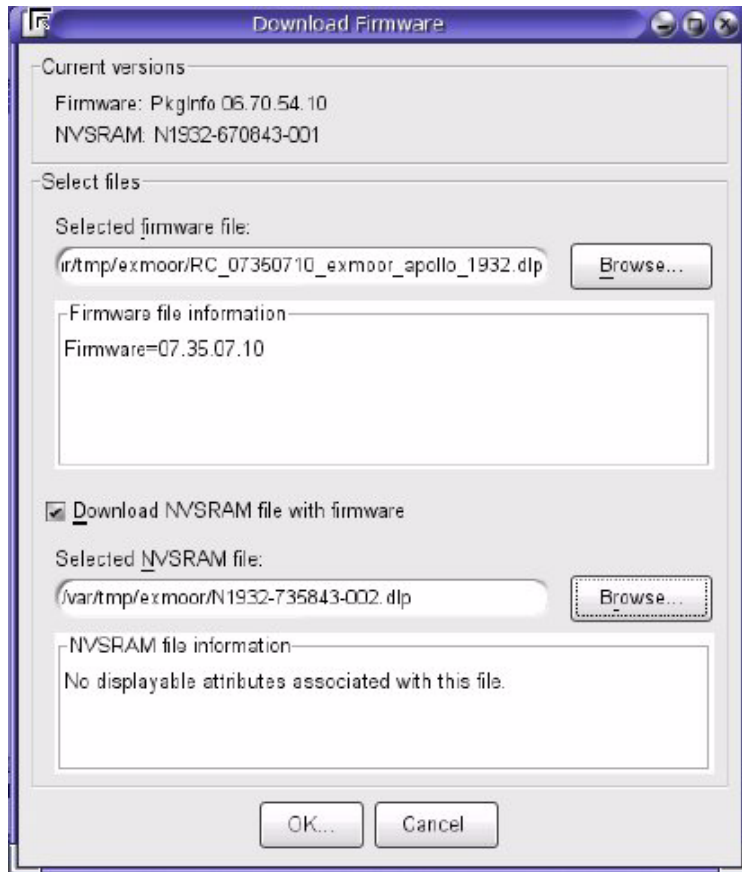 Download Firmware
Current versions
Firmware: PkgInfo 06.70.54.10
NVSRAM: N1932-670843-001
Select files
Selected firmware file:
ır/tmp/exmoor/RC_07350710_exmoor_apollo_1932.dlp
Browse...
Firmware file information
Firmware=07.35.07.10
Download NVSRAM file with firmware
Selected NVSRAM file:
/var/tmp/exmoor/N1932-735843-002.dlp
Browse...
NVSRAM file information
No displayable attributes associated with this file.
OK...
Cancel